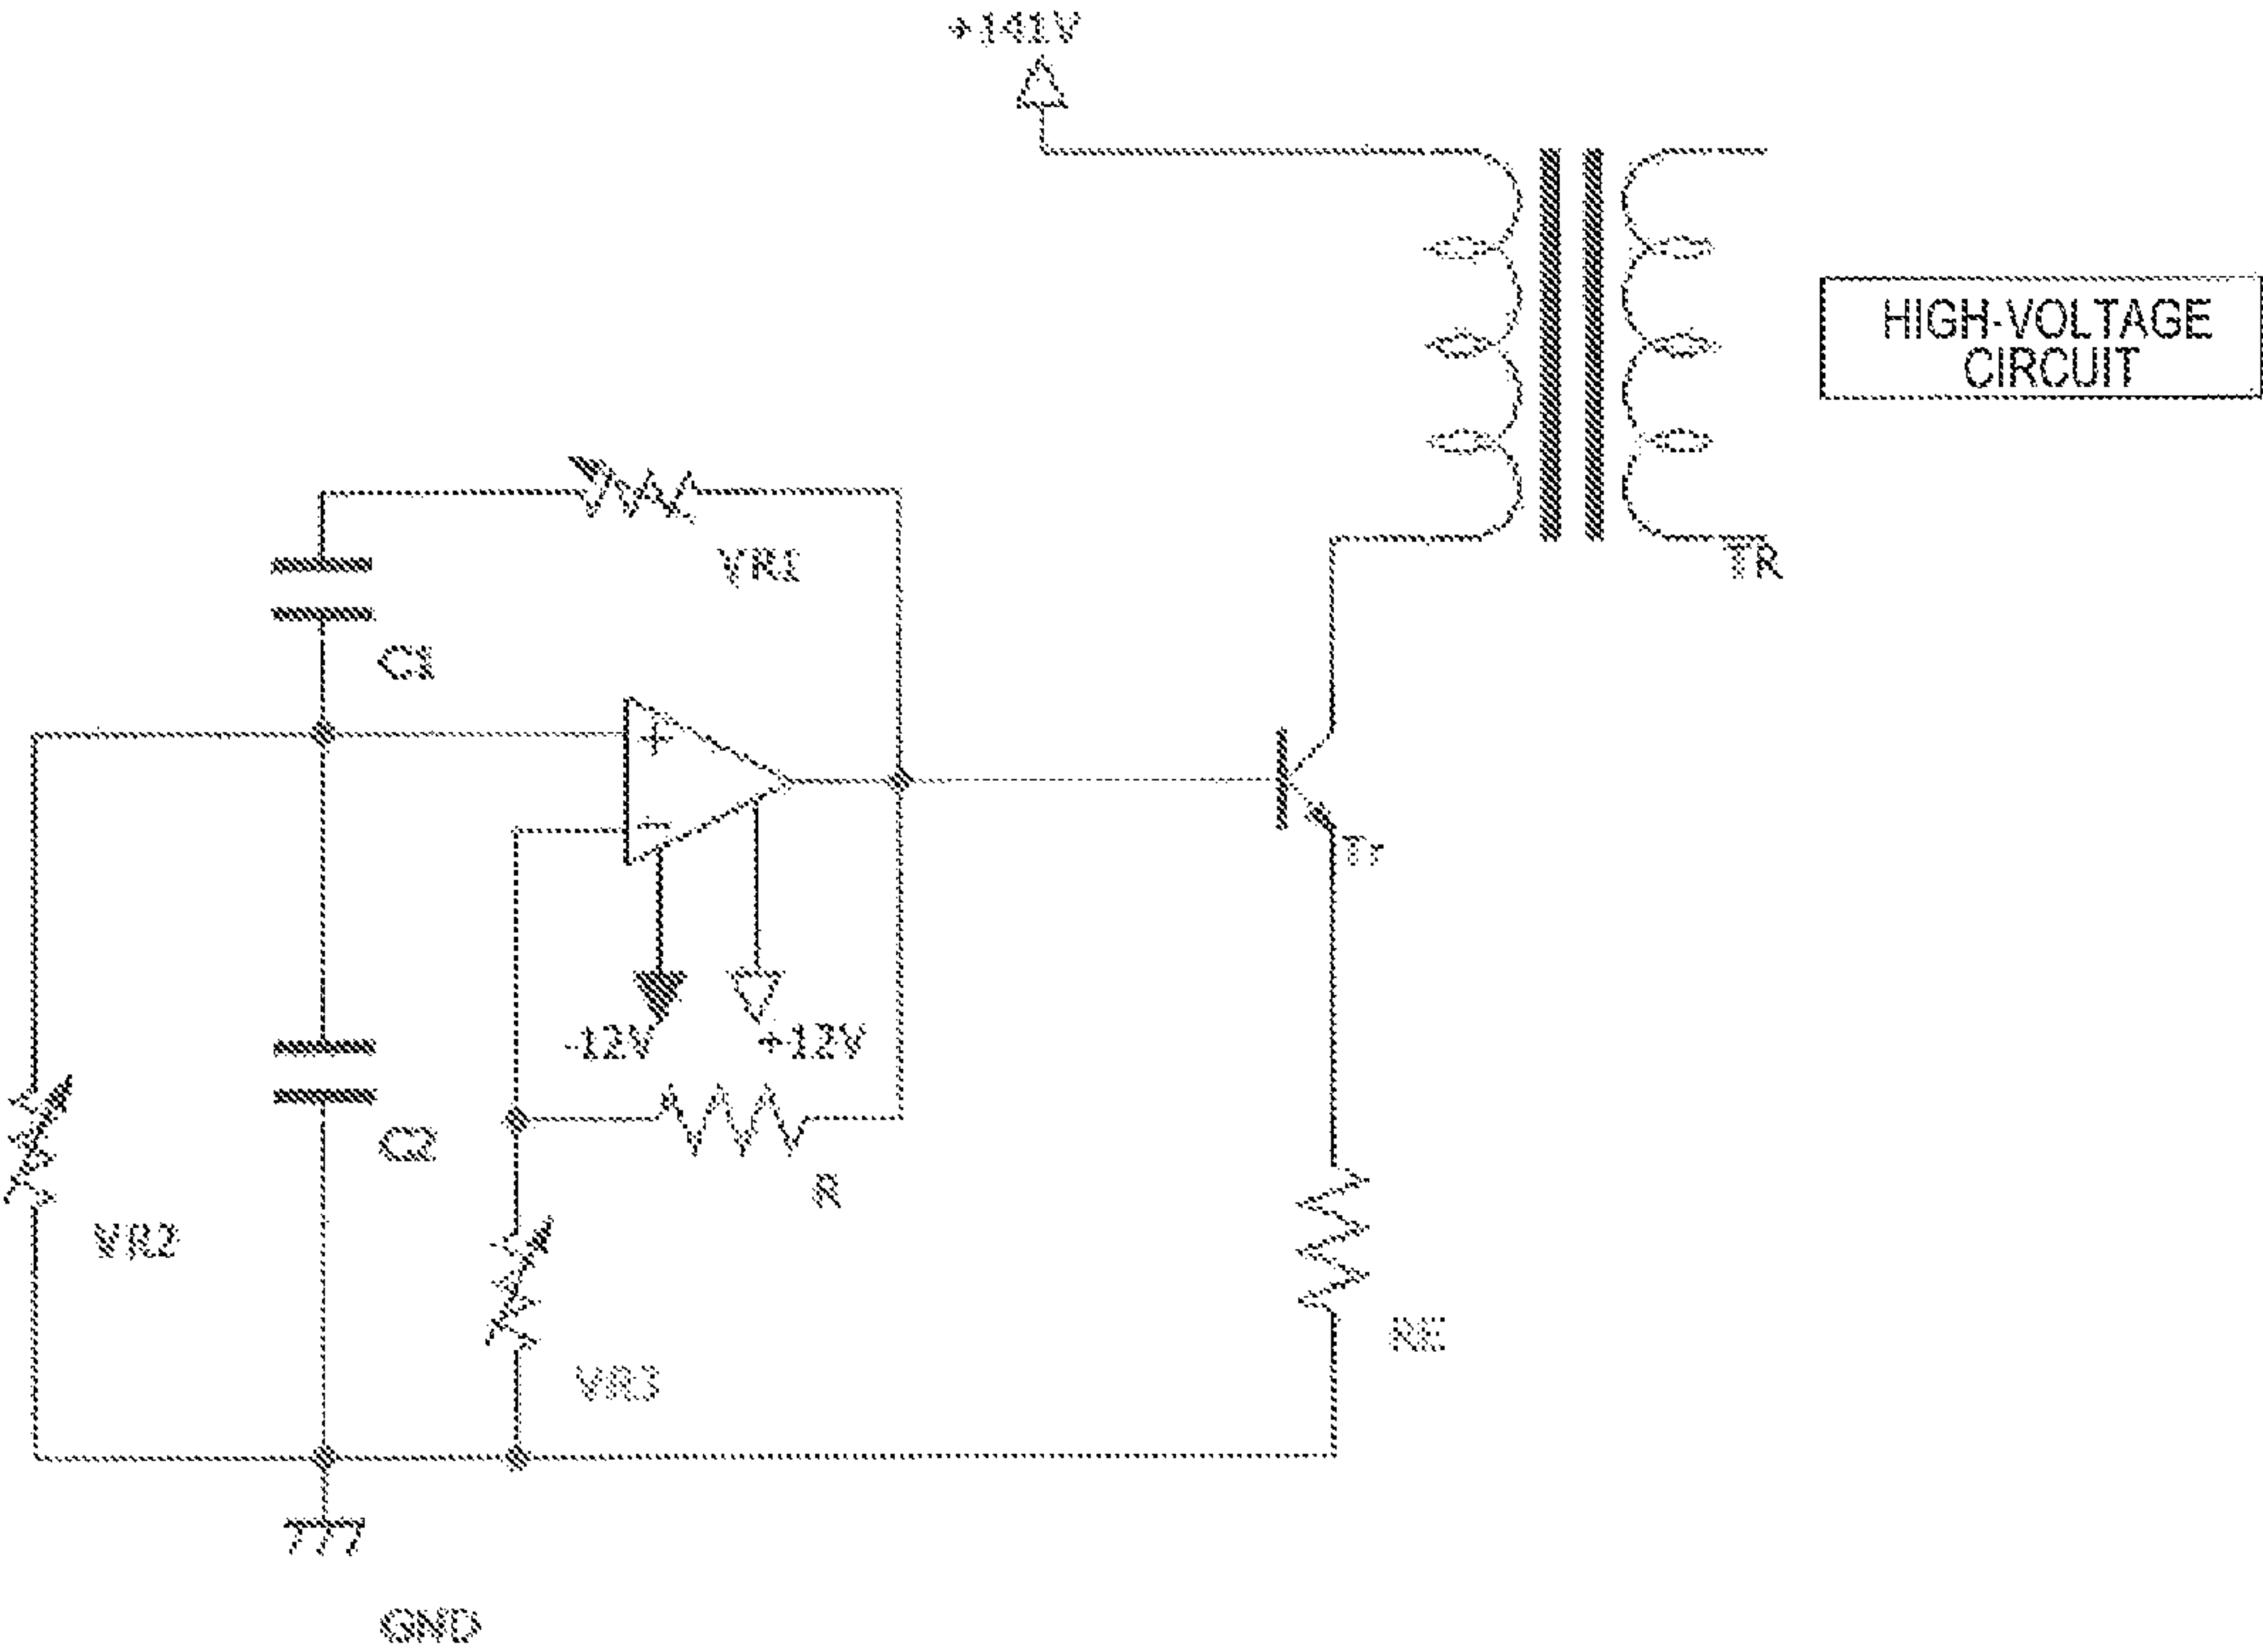 +141V
HIGH-VOLTAGE
CIRCUIT
VR1
TR
C1
+
-
Tr
-12V
+12V
C2
R
VR2
RE
VR3
GND